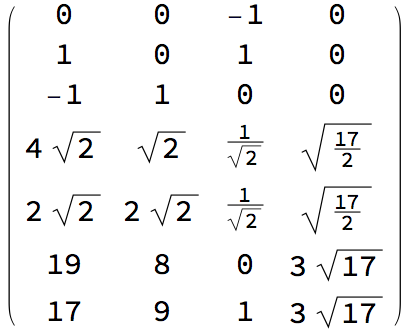 0 0 -1 0
1 0 1 0
-1 1 0 0
4 √2 √2 1/√2 √(17/2)
2 √2 2 √2 1/√2 √(17/2)
19 8 0 3 √17
17 9 1 3 √17